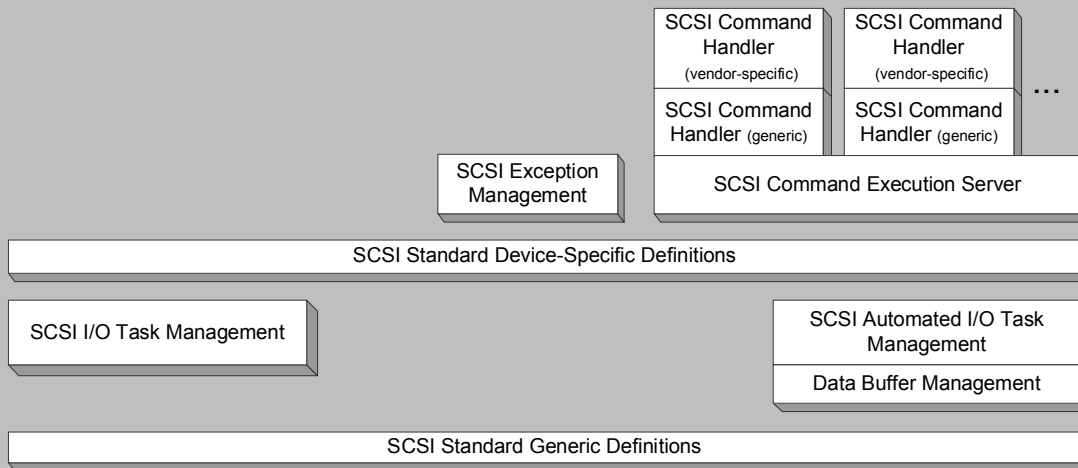 SCSI Command
Handler
(vendor-specific)
SCSI Command
Handler
(vendor-specific)
...
SCSI Command
Handler (generic)
SCSI Command
Handler (generic)
SCSI Exception
Management
SCSI Command Execution Server
SCSI Standard Device-Specific Definitions
SCSI I/O Task Management
SCSI Automated I/O Task
Management
Data Buffer Management
SCSI Standard Generic Definitions